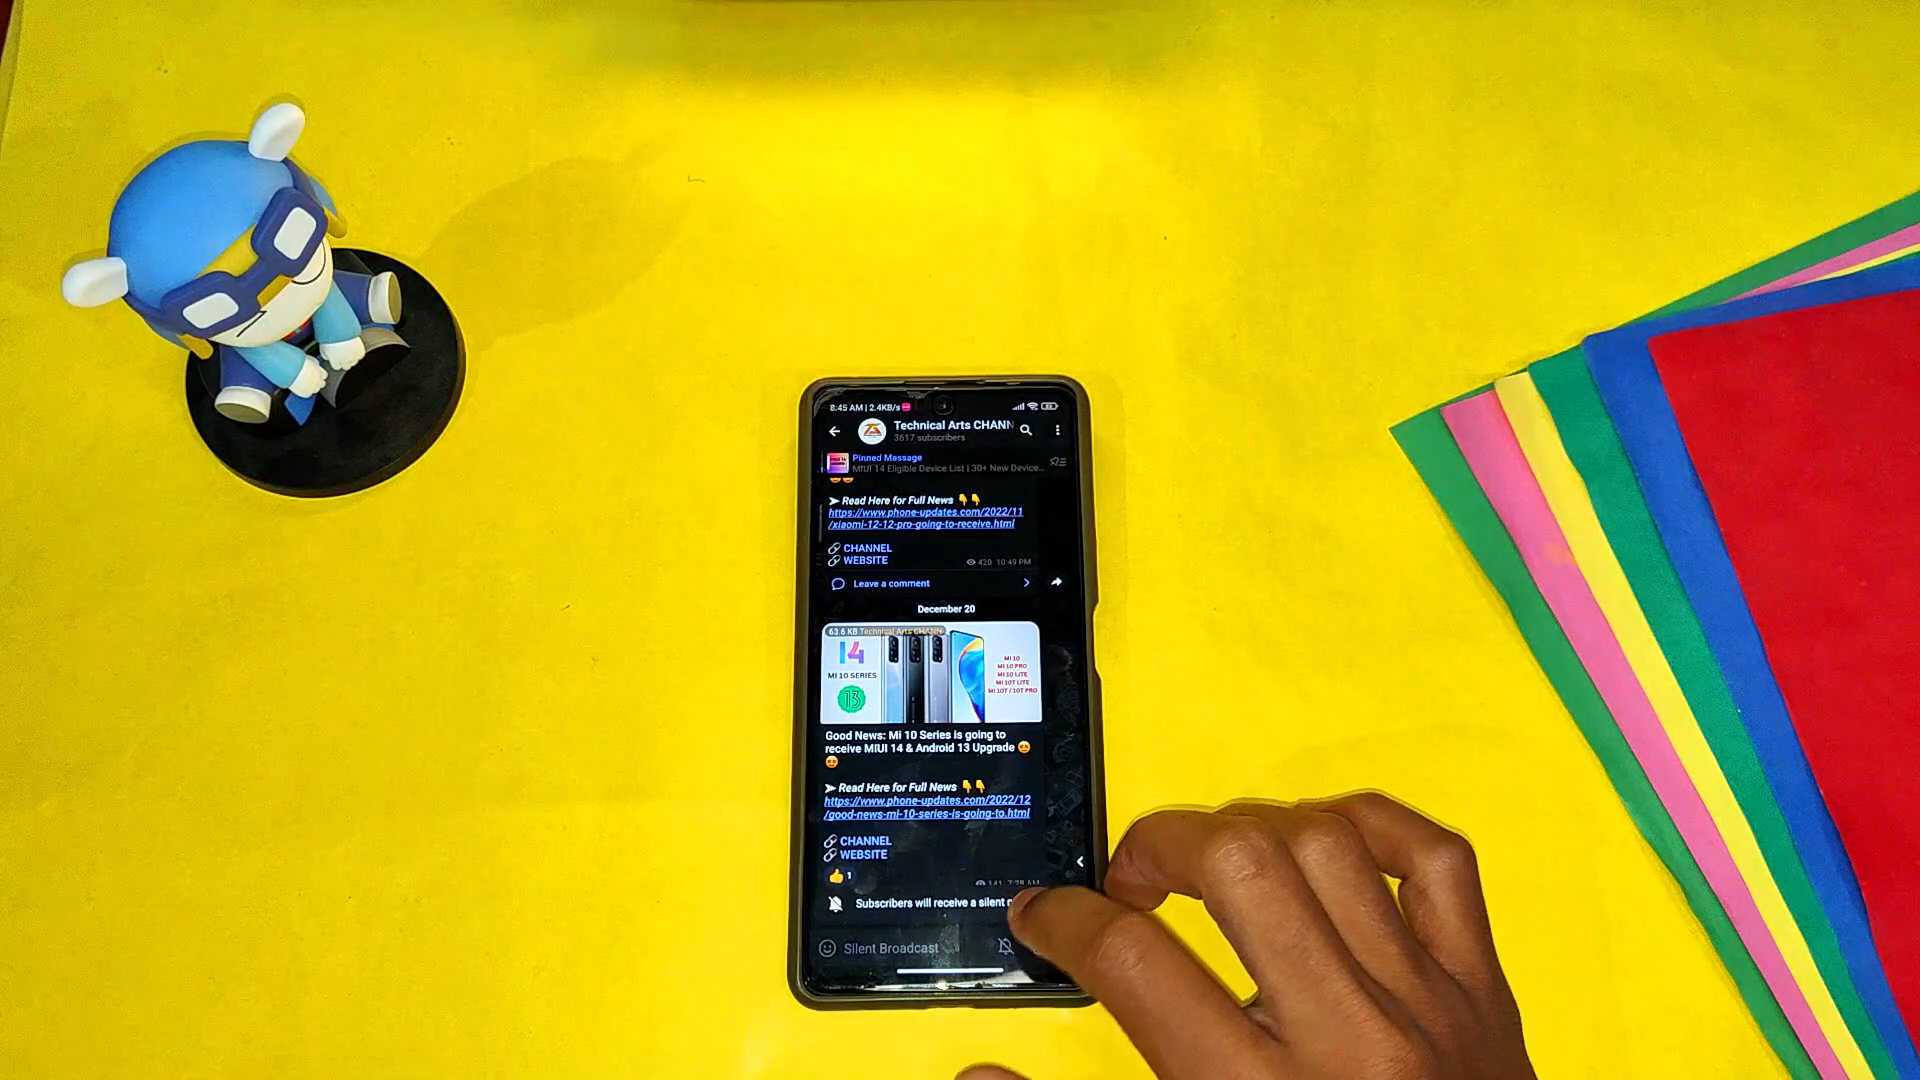 8:45 AM | 2.4KB/s
Technical Arts CHANN
3617 subscribers
Pinned Message
MIUI 14 Eligible Device List | 30+ New Device...
➤ Read Here for Full News 👇👇
https://www.phone-updates.com/2022/11
/xiaomi-12-12-pro-going-to-receive.html
🔗 CHANNEL
🔗 WEBSITE
420 10:49 PM
Leave a comment
December 20
63.6 KB Technical Arts CHANN
14
MI 10 SERIES
13
MI 10
MI 10 PRO
MI 10 LITE
MI 10T LITE
MI 10T / 10T PRO
Good News: Mi 10 Series is going to
receive MIUI 14 & Android 13 Upgrade 😍
😍
➤ Read Here for Full News 👇👇
https://www.phone-updates.com/2022/12
/good-news-mi-10-series-is-going-to.html
🔗 CHANNEL
🔗 WEBSITE
👍 1
141 7:28 AM
Subscribers will receive a silent
Silent Broadcast